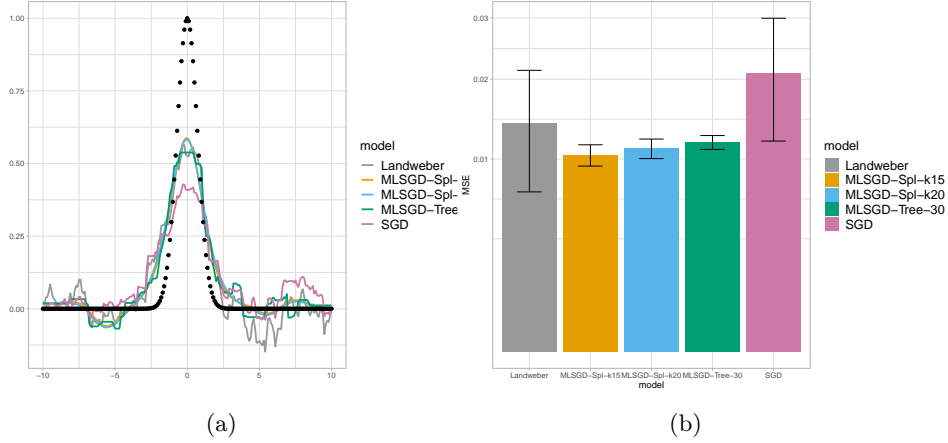 1.00
0.75
0.50
0.25
0.00
−10
−5
0
5
10
model
Landweber
MLSGD−Spl−
MLSGD−Spl−
MLSGD−Tree
SGD
(a)
0.03
0.02
0.01
MSE
Landweber
MLSGD−Spl−k15
MLSGD−Spl−k20
MLSGD−Tree−30
SGD
model
model
Landweber
MLSGD−Spl−k15
MLSGD−Spl−k20
MLSGD−Tree−30
SGD
(b)